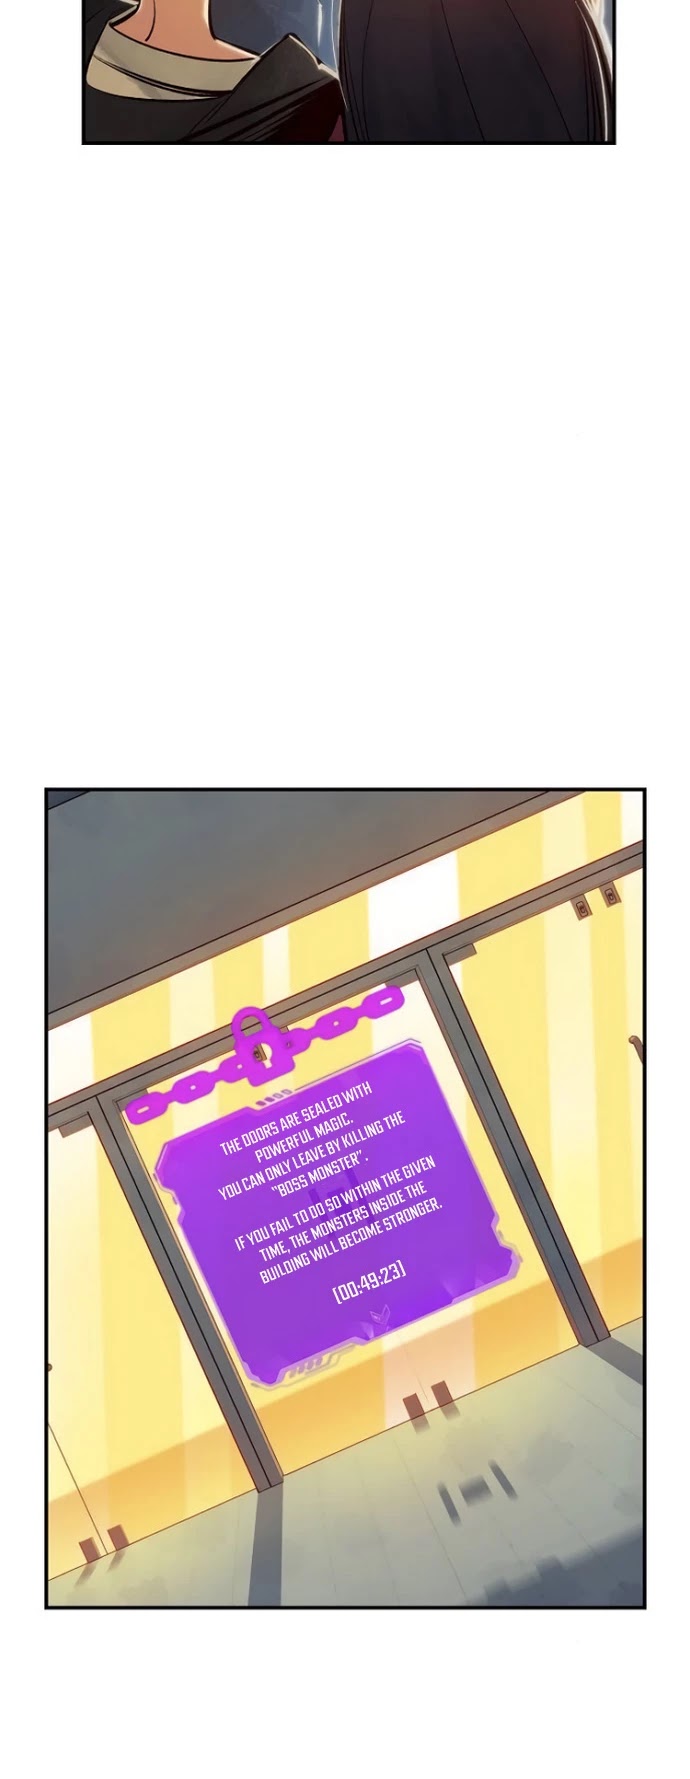 THE DOORS ARE SEALED WITH
POWERFUL MAGIC.
YOU CAN ONLY LEAVE BY KILLING THE
"BOSS MONSTER".
IF YOU FAIL TO DO SO WITHIN THE GIVEN
TIME, THE MONSTERS INSIDE THE
BUILDING WILL BECOME STRONGER.
[00:49:23]